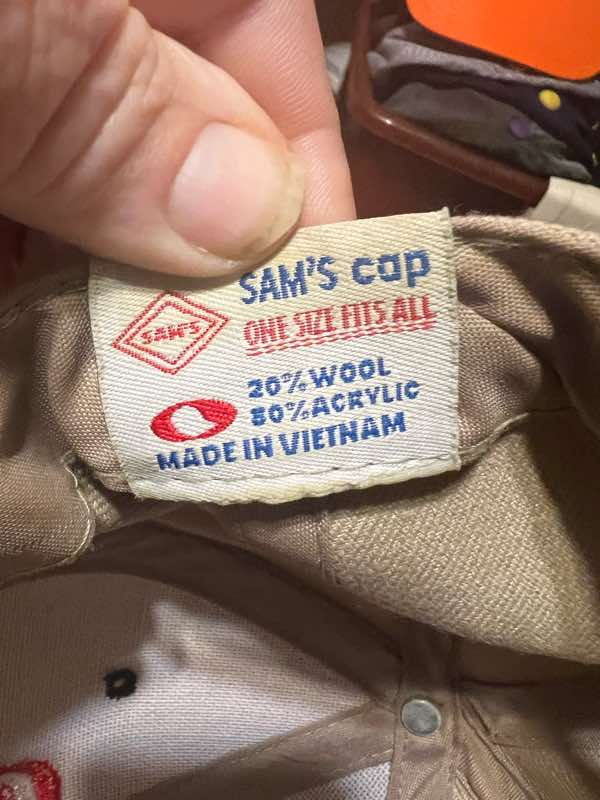 SAM'S cap
SAM'S
ONE SIZE FITS ALL
20% WOOL
80% ACRYLIC
MADE IN VIETNAM